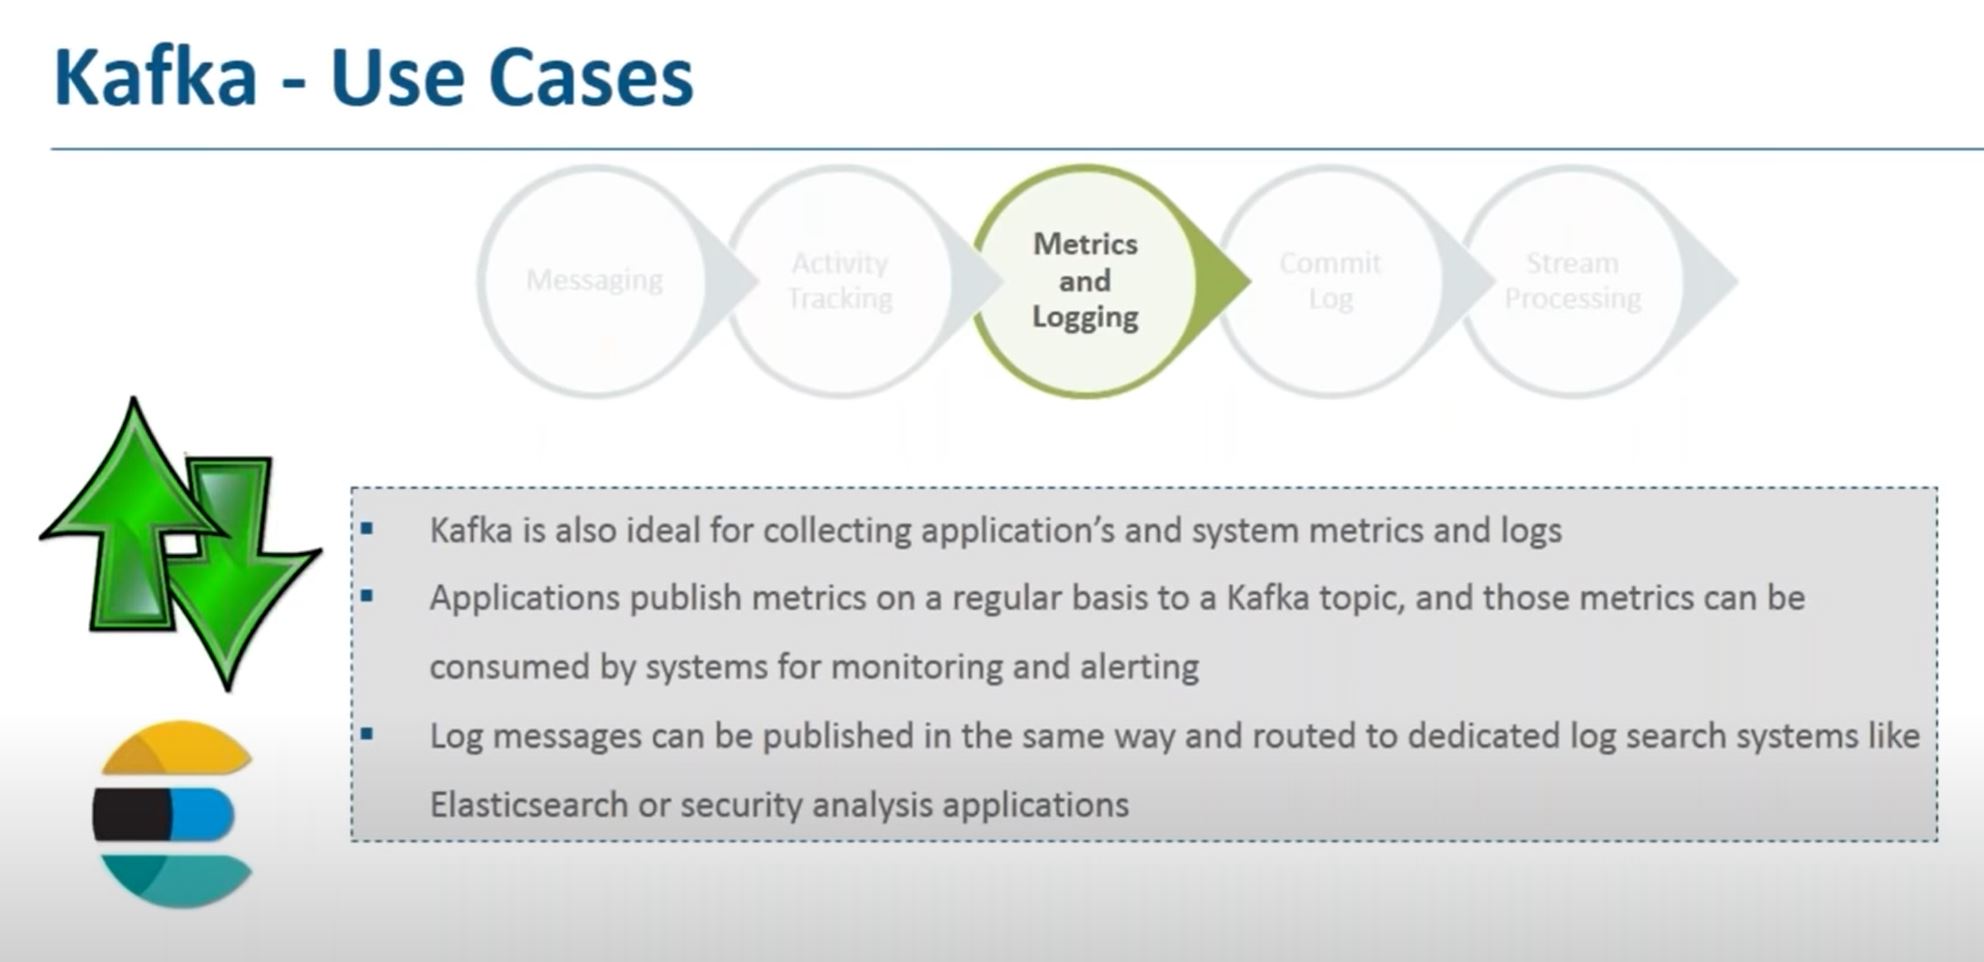 Kafka - Use Cases
Messaging
Activity
Tracking
Metrics
and
Logging
Commit
Log
Stream
Processing
▪ Kafka is also ideal for collecting application’s and system metrics and logs
▪ Applications publish metrics on a regular basis to a Kafka topic, and those metrics can be
consumed by systems for monitoring and alerting
▪ Log messages can be published in the same way and routed to dedicated log search systems like
Elasticsearch or security analysis applications